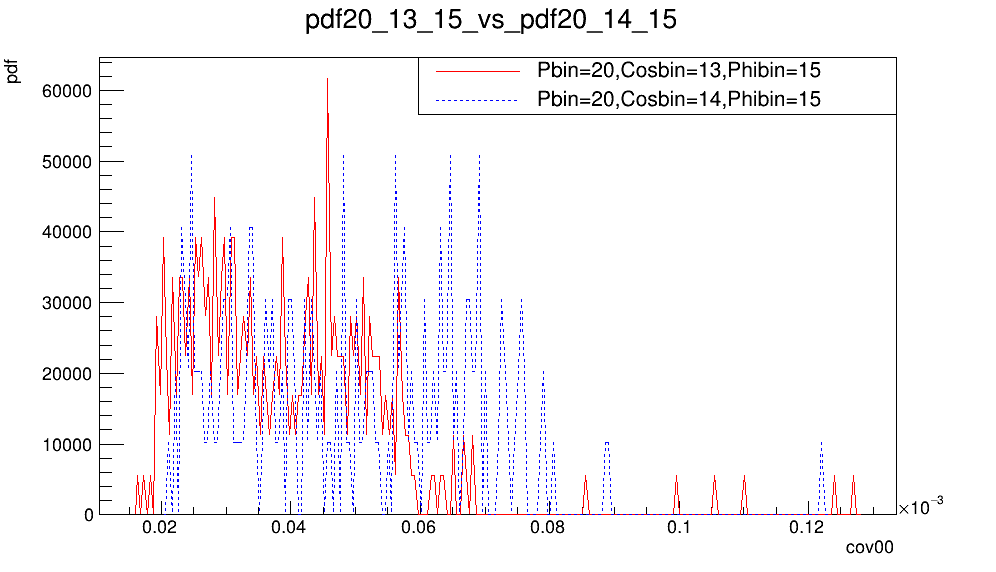 pdf20_13_15_vs_pdf20_14_15
pdf
Pbin=20,Cosbin=13,Phibin=15
Pbin=20,Cosbin=14,Phibin=15
60000
50000
40000
30000
20000
10000
0
0.02 0.04 0.06 0.08 0.1 0.12
×10⁻³
cov00